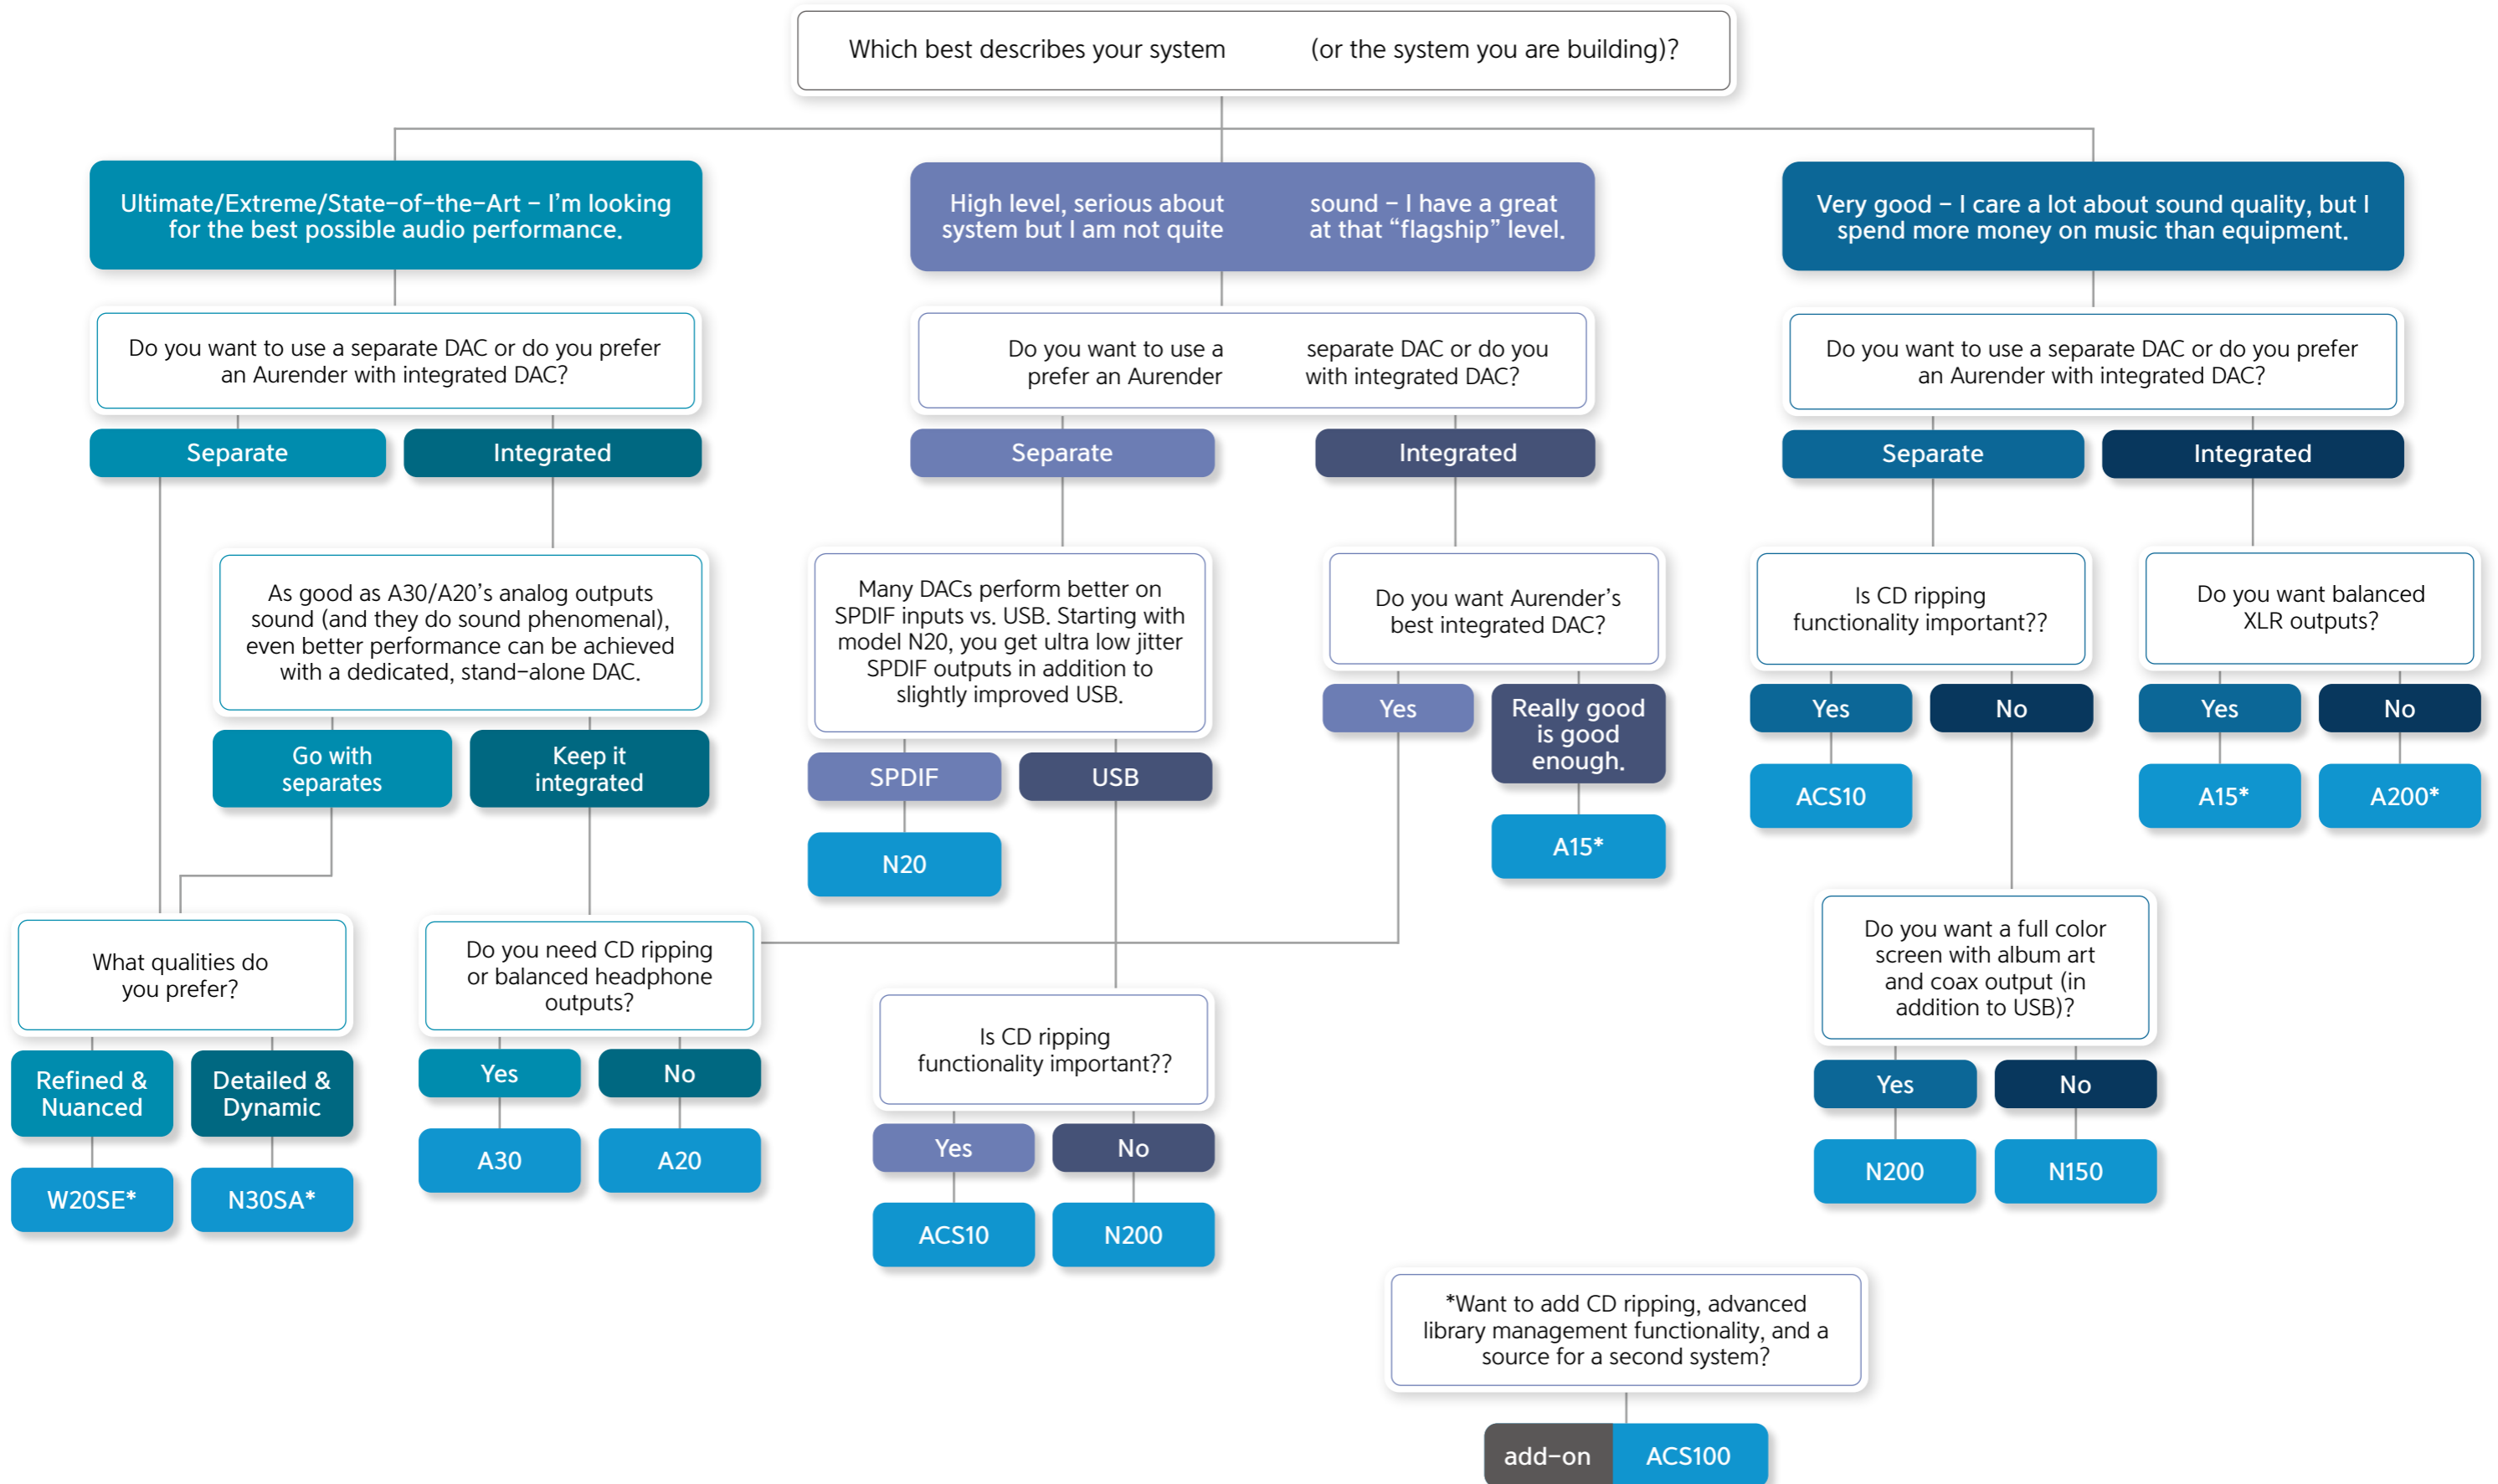 Which best describes your system (or the system you are building)?
Ultimate/Extreme/State-of-the-Art – I'm looking
for the best possible audio performance.
High level, serious about sound – I have a great
system but I am not quite at that “flagship” level.
Very good – I care a lot about sound quality, but I
spend more money on music than equipment.
Do you want to use a separate DAC or do you prefer
an Aurender with integrated DAC?
Do you want to use a separate DAC or do you
prefer an Aurender with integrated DAC?
Do you want to use a separate DAC or do you prefer
an Aurender with integrated DAC?
Separate
Integrated
Separate
Integrated
Separate
Integrated
As good as A30/A20's analog outputs
sound (and they do sound phenomenal),
even better performance can be achieved
with a dedicated, stand-alone DAC.
Many DACs perform better on
SPDIF inputs vs. USB. Starting with
model N20, you get ultra low jitter
SPDIF outputs in addition to
slightly improved USB.
Do you want Aurender's
best integrated DAC?
Is CD ripping
functionality important??
Do you want balanced
XLR outputs?
Go with
separates
Keep it
integrated
SPDIF
USB
Yes
Really good
is good
enough.
Yes
No
Yes
No
N20
A15*
ACS10
A15*
A200*
What qualities do
you prefer?
Do you need CD ripping
or balanced headphone
outputs?
Is CD ripping
functionality important??
Do you want a full color
screen with album art
and coax output (in
addition to USB)?
Refined &
Nuanced
Detailed &
Dynamic
Yes
No
Yes
No
Yes
No
W20SE*
N30SA*
A30
A20
ACS10
N200
N200
N150
*Want to add CD ripping, advanced
library management functionality, and a
source for a second system?
add-on
ACS100